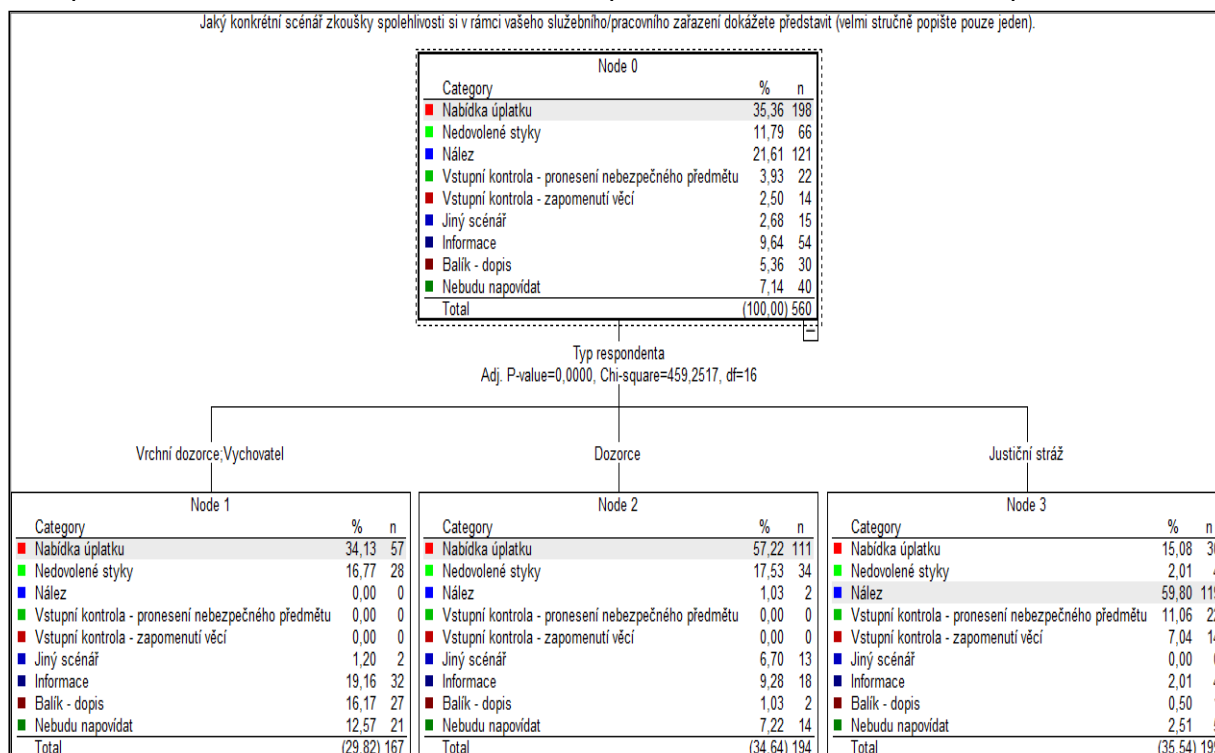 Jaký konkrétní scénář zkoušky spolehlivosti si v rámci vašeho služebního/pracovního zařazení dokážete představit (velmi stručně popište pouze jeden).
Node 0
Category % n
Nabídka úplatku 35,36 198
Nedovolené styky 11,79 66
Nález 21,61 121
Vstupní kontrola - pronesení nebezpečného předmětu 3,93 22
Vstupní kontrola - zapomenutí věcí 2,50 14
Jiný scénář 2,68 15
Informace 9,64 54
Balík - dopis 5,36 30
Nebudu napovídat 7,14 40
Total (100,00) 560
Typ respondenta
Adj. P-value=0,0000, Chi-square=459,2517, df=16
Vrchní dozorce;Vychovatel
Dozorce
Justiční stráž
Node 1
Category % n
Nabídka úplatku 34,13 57
Nedovolené styky 16,77 28
Nález 0,00 0
Vstupní kontrola - pronesení nebezpečného předmětu 0,00 0
Vstupní kontrola - zapomenutí věcí 0,00 0
Jiný scénář 1,20 2
Informace 19,16 32
Balík - dopis 16,17 27
Nebudu napovídat 12,57 21
Total (29,82) 167
Node 2
Category % n
Nabídka úplatku 57,22 111
Nedovolené styky 17,53 34
Nález 1,03 2
Vstupní kontrola - pronesení nebezpečného předmětu 0,00 0
Vstupní kontrola - zapomenutí věcí 0,00 0
Jiný scénář 6,70 13
Informace 9,28 18
Balík - dopis 1,03 2
Nebudu napovídat 7,22 14
Total (34,64) 194
Node 3
Category % n
Nabídka úplatku 15,08
Nedovolené styky 2,01
Nález 59,80
Vstupní kontrola - pronesení nebezpečného předmětu 11,06
Vstupní kontrola - zapomenutí věcí 7,04
Jiný scénář 0,00
Informace 2,01
Balík - dopis 0,50
Nebudu napovídat 2,51
Total (35,54)